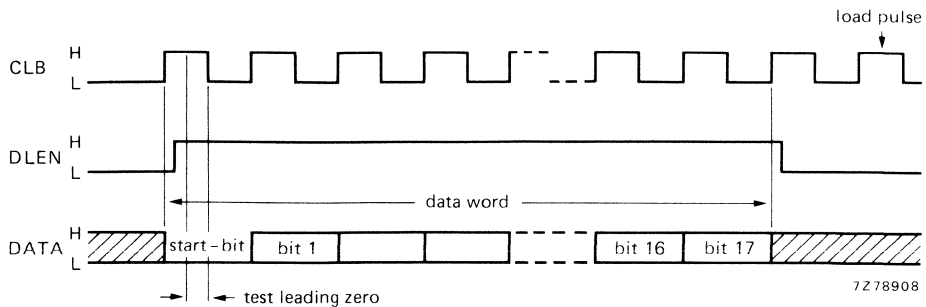 load pulse
CLB H
L
DLEN H
L
data word
DATA H
L
start-bit bit 1 bit 16 bit 17
7Z78908
test leading zero